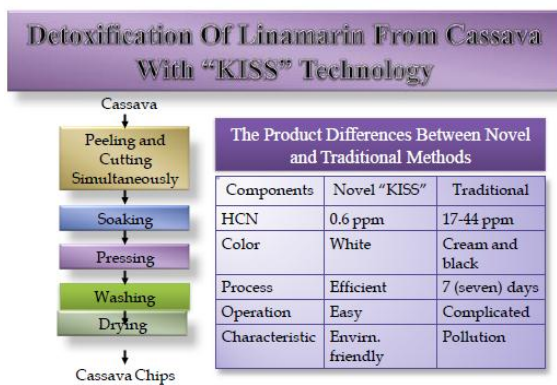 Detoxification Of Linamarin From Cassava
With “KISS” Technology
Cassava
Peeling and
Cutting
Simultaneously
Soaking
Pressing
Washing
Drying
Cassava Chips
The Product Differences Between Novel
and Traditional Methods
Components Novel “KISS” Traditional
HCN 0.6 ppm 17-44 ppm
Color White Cream and
black
Process Efficient 7 (seven) days
Operation Easy Complicated
Characteristic Envirn. Pollution
friendly